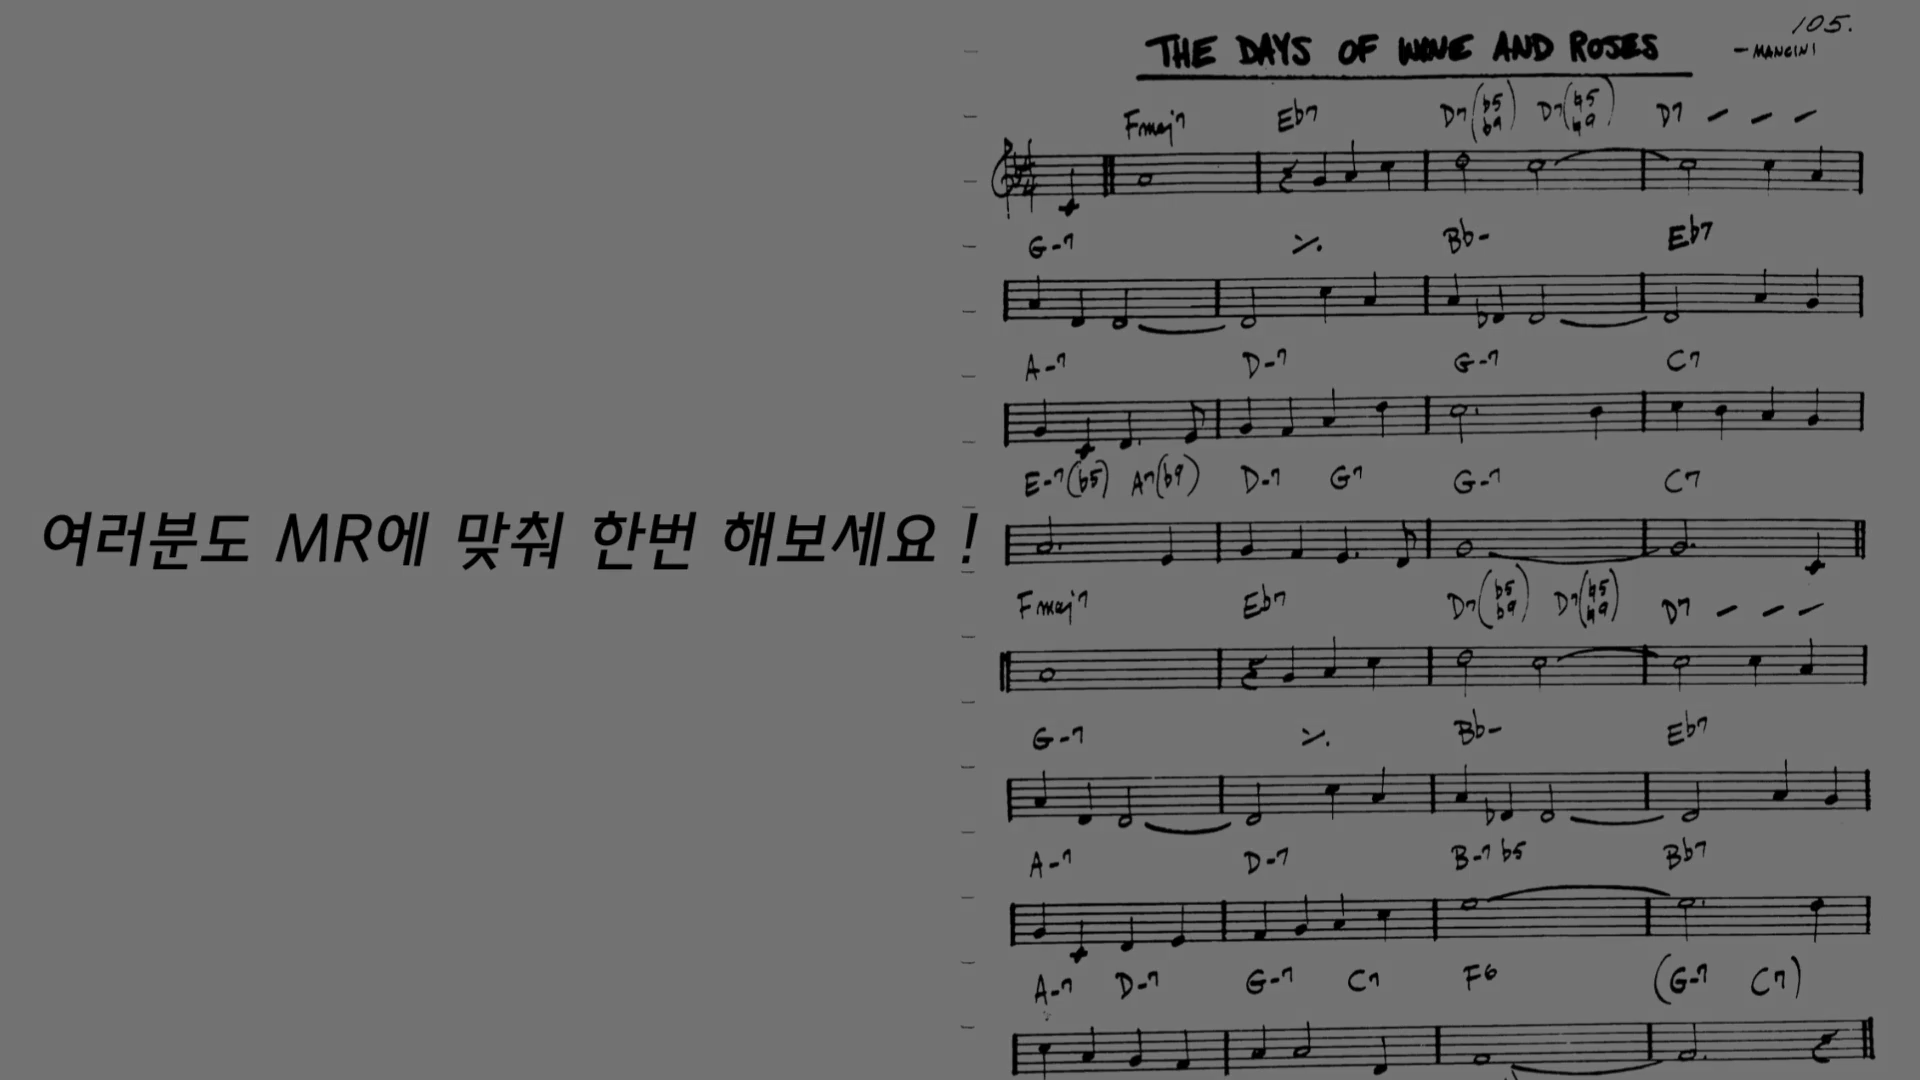 105.
THE DAYS OF WINE AND ROSES
-MANCINI
Fmaj7 Eb7 D7(b5 b9) D7(♮5 ♮9) D7 - - -
G-7 ٪ Bb- Eb7
A-7 D-7 G-7 C7
E-7(b5) A7(b9) D-7 G7 G-7 C7
여러분도 MR에 맞춰 한번 해보세요 !
Fmaj7 Eb7 D7(b5 b9) D7(♮5 ♮9) D7 - - -
G-7 ٪ Bb- Eb7
A-7 D-7 B-7 b5 Bb7
A-7 D-7 G-7 C7 F6 (G-7 C7)